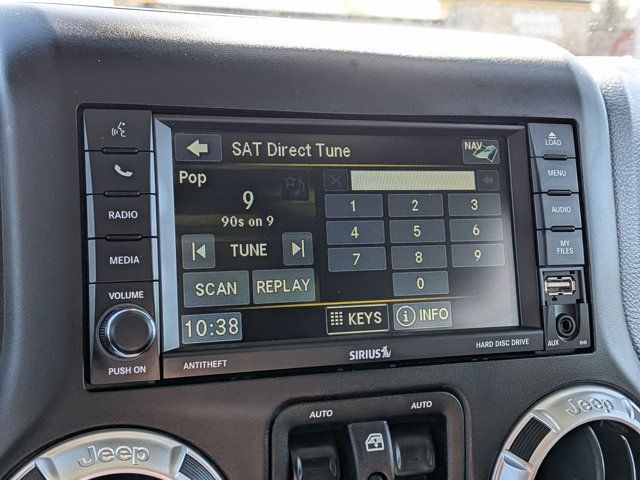 LOAD
MENU
RADIO
AUDIO
MEDIA
MY
FILES
VOLUME
PUSH ON
SAT Direct Tune
NAV
Pop
9
90s on 9
1 2 3
4 5 6
7 8 9
0
TUNE
SCAN REPLAY
10:38
KEYS
INFO
ANTITHEFT
SIRIUS
HARD DISC DRIVE
AUX
AUTO AUTO
Jeep
Jeep